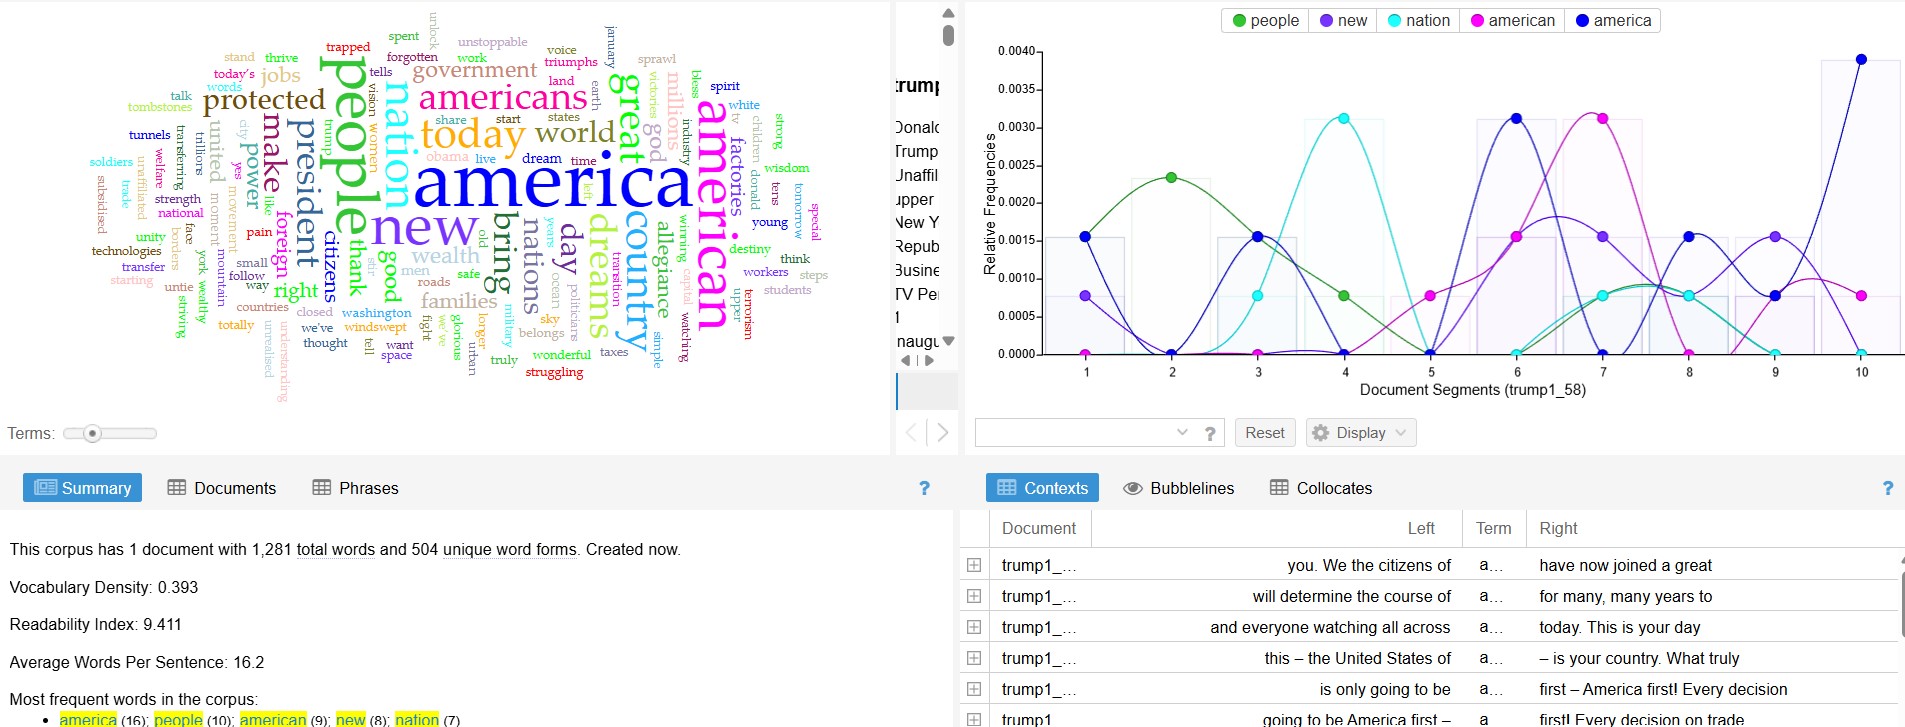 unlock
january
spent
unstoppable
trapped
voice
stand
thrive
forgotten
work
triumphs
sprawl
today's
jobs
tells
government
land
victories
millions
bless
spirit
words
people
vision
nation
americans
earth
great
talk
protected
white
tombstones
share
start
states
tv
american
make
president
trump
women
today
world
god
industry
children
strong
tunnels
transferring
trillions
united
city
power
obama
live
dream
time
factories
soldiers
unaffiliated
welfare
yes
america
left
wisdom
donald
subsidised
trade
strength
like
tens
tomorrow
national
moment
movement
foreign
new
bring
nations
years
day
dreams
country
allegiance
winning
young
special
unity
borders
face
pain
citizens
thank
old
destiny
technologies
york
mountain
small
stir
good
wealth
transition
think
transfer
follow
men
safe
ocean
politicians
capital
workers
steps
starting
untie
wealthy
way
right
roads
upper
terrorism
students
striving
countries
closed
washington
families
military
sky
watching
totally
we've
windswept
fight
we've
glorious
longer
belongs
simple
unrealised
understanding
thought
tell
want
space
urban
truly
wonderful
taxes
struggling
Terms:
trump
Donald
Trump
Unaffil
upper
New Y
Repub
Busine
TV Per
1
naugu
people new nation american america
0.0040
0.0035
0.0030
0.0025
0.0020
0.0015
0.0010
0.0005
0.0000
Relative Frequencies
1 2 3 4 5 6 7 8 9 10
Document Segments (trump1_58)
? Reset Display
Summary Documents Phrases ?
This corpus has 1 document with 1,281 total words and 504 unique word forms. Created now.
Vocabulary Density: 0.393
Readability Index: 9.411
Average Words Per Sentence: 16.2
Most frequent words in the corpus:
• america (16); people (10); american (9); new (8); nation (7)
Contexts Bubblelines Collocates ?
Document Left Term Right
trump1_... you. We the citizens of a... have now joined a great
trump1_... will determine the course of a... for many, many years to
trump1_... and everyone watching all across a... today. This is your day
trump1_... this – the United States of a... – is your country. What truly
trump1_... is only going to be a... first – America first! Every decision
trump1 going to be America first – a first! Every decision on trade